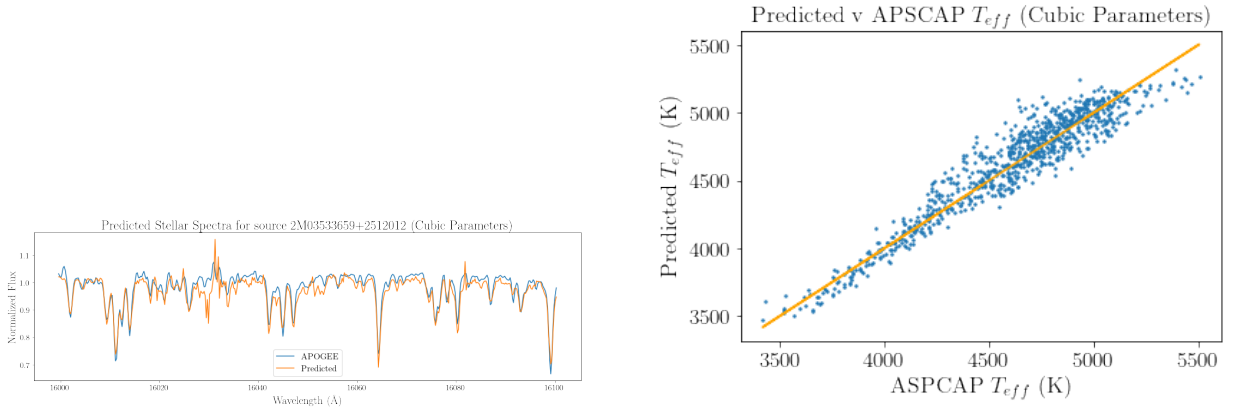 Predicted Stellar Spectra for source 2M03533659+2512012 (Cubic Parameters)
Normalized Flux
1.1
1.0
0.9
0.8
0.7
APOGEE
Predicted
16000 16020 16040 16060 16080 16100
Wavelength (A)
Predicted v APSCAP T_eff (Cubic Parameters)
Predicted T_eff (K)
5500
5000
4500
4000
3500
3500 4000 4500 5000 5500
ASPCAP T_eff (K)